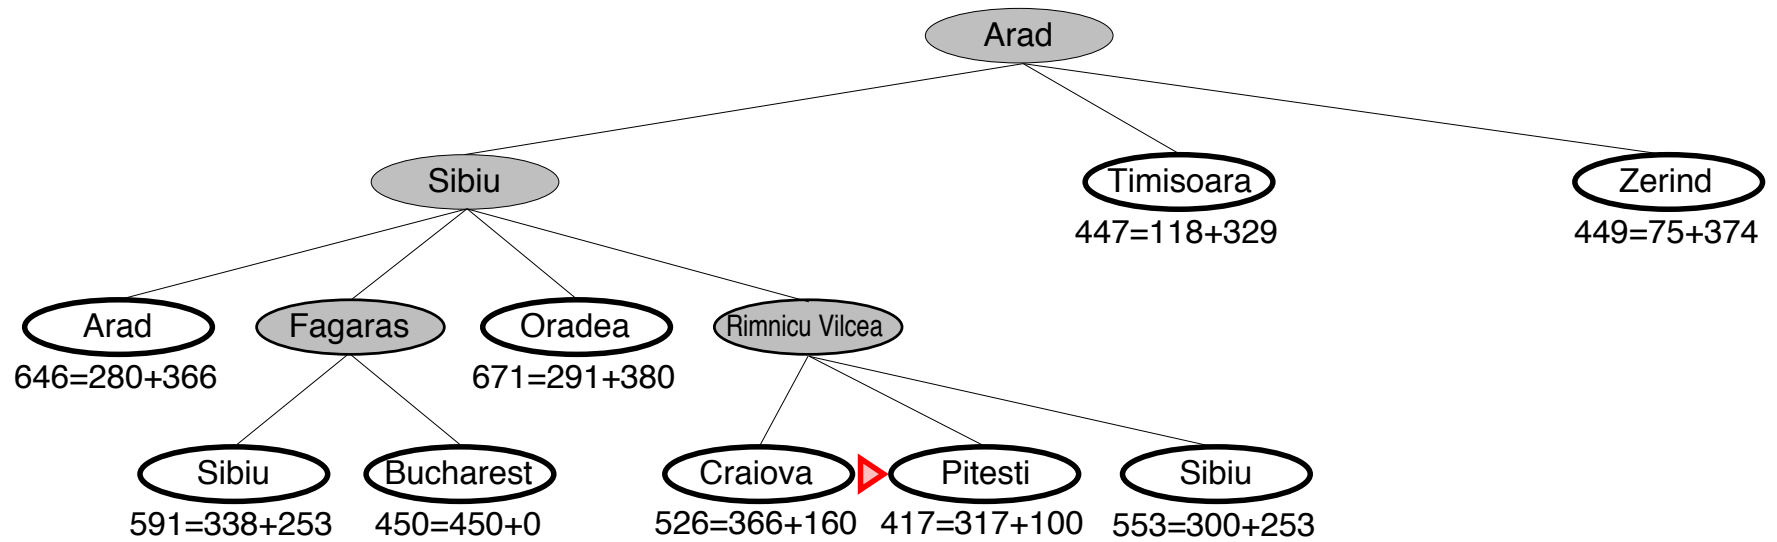 Arad
Sibiu
Timisoara
Zerind
447=118+329
449=75+374
Arad
Fagaras
Oradea
Rimnicu Vilcea
646=280+366
671=291+380
Sibiu
Bucharest
Craiova
Pitesti
Sibiu
591=338+253
450=450+0
526=366+160
417=317+100
553=300+253